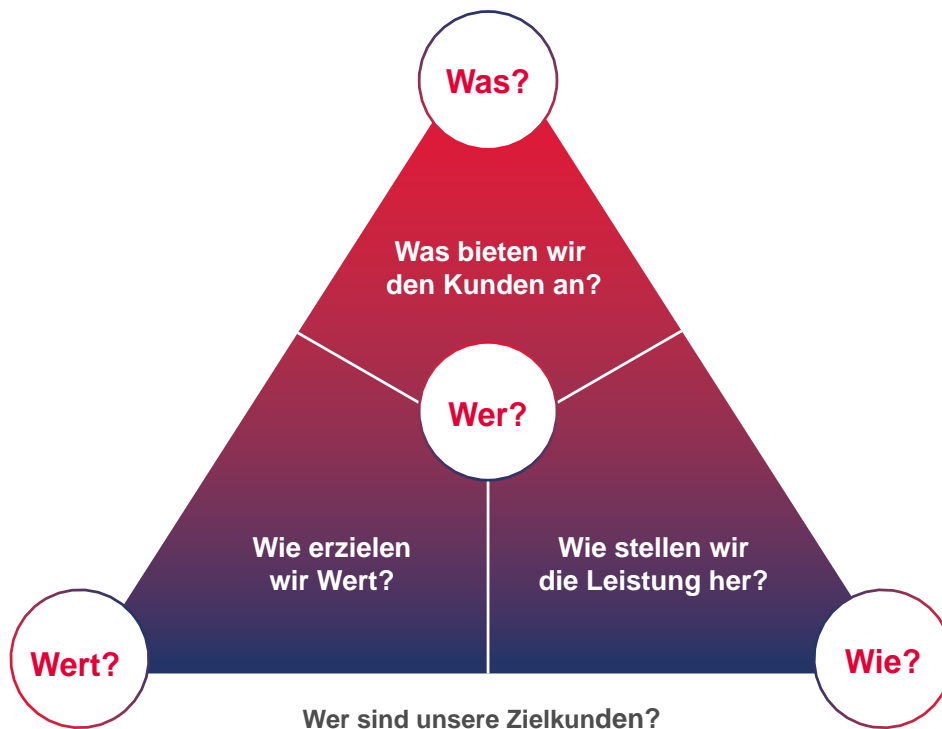 Was?
Was bieten wir
den Kunden an?
Wer?
Wie erzielen
wir Wert?
Wie stellen wir
die Leistung her?
Wert?
Wie?
Wer sind unsere Zielkunden?